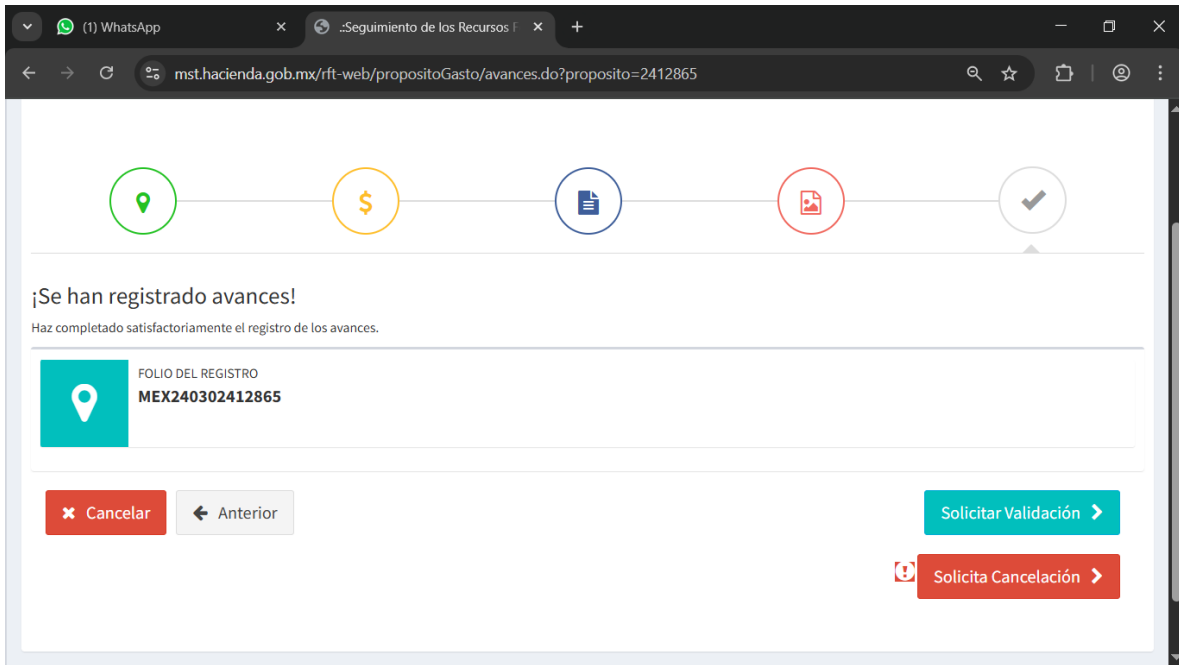 (1) WhatsApp
.:Seguimiento de los Recursos F
mst.hacienda.gob.mx/rft-web/propositoGasto/avances.do?proposito=2412865
$
¡Se han registrado avances!
Haz completado satisfactoriamente el registro de los avances.
FOLIO DEL REGISTRO
MEX240302412865
Cancelar
Anterior
Solicitar Validación
Solicita Cancelación